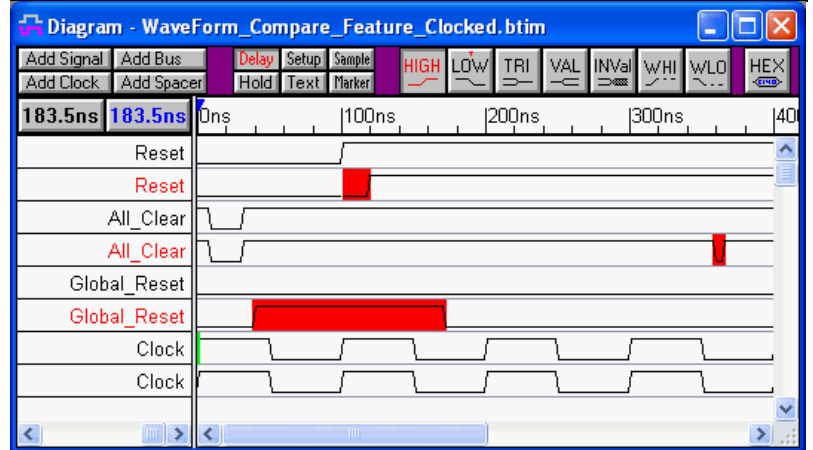 Diagram - WaveForm_Compare_Feature_Clocked.btim
Add Signal Add Bus Delay Setup Sample HIGH LOW TRI VAL INVal WHI WLO HEX
Add Clock Add Spacer Hold Text Marker
183.5ns 183.5ns 0ns 100ns 200ns 300ns 40
Reset
Reset
All_Clear
All_Clear
Global_Reset
Global_Reset
Clock
Clock